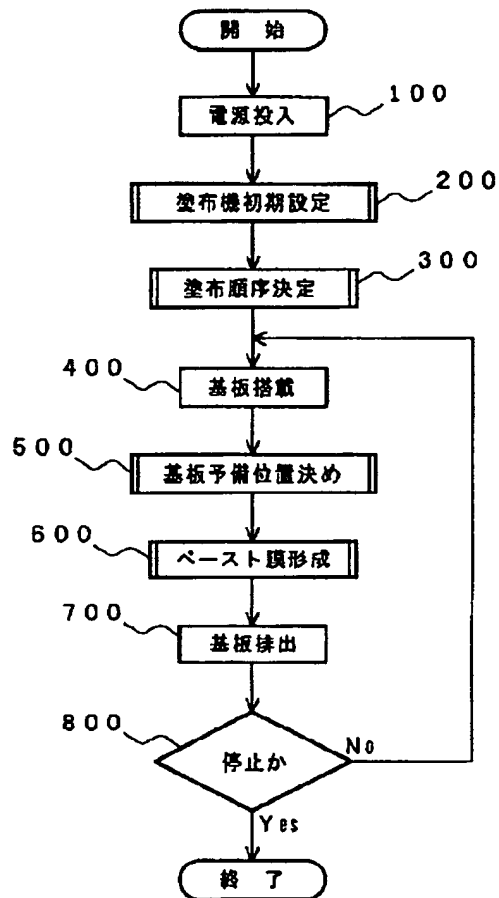 開 始
100
電源投入
200
塗布機初期設定
300
塗布順序決定
400
基板搭載
500
基板予備位置決め
600
ペースト膜形成
700
基板排出
800
停止か
No
Yes
終 了